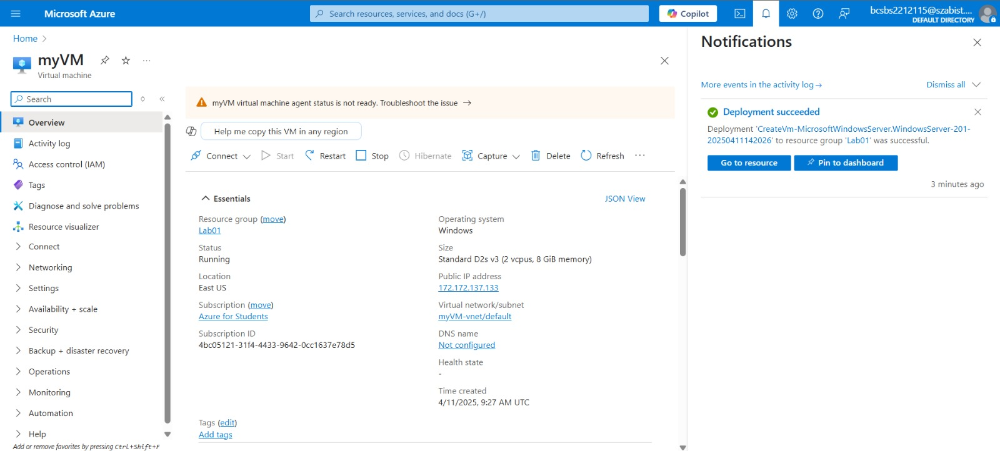 Microsoft Azure
Search resources, services, and docs (G+/)
Copilot
bcsbs2212115@szabist....
DEFAULT DIRECTORY
Home
myVM
Virtual machine
Search
Overview
Activity log
Access control (IAM)
Tags
Diagnose and solve problems
Resource visualizer
Connect
Networking
Settings
Availability + scale
Security
Backup + disaster recovery
Operations
Monitoring
Automation
Help
Add or remove favorites by pressing Ctrl+Shift+F
myVM virtual machine agent status is not ready. Troubleshoot the issue →
Help me copy this VM in any region
Connect Start Restart Stop Hibernate Capture Delete Refresh ...
Essentials
JSON View
Resource group (move)
Lab01
Status
Running
Location
East US
Subscription (move)
Azure for Students
Subscription ID
4bc05121-31f4-4433-9642-0cc1637e78d5
Operating system
Windows
Size
Standard D2s v3 (2 vcpus, 8 GiB memory)
Public IP address
172.172.137.133
Virtual network/subnet
myVM-vnet/default
DNS name
Not configured
Health state
-
Time created
4/11/2025, 9:27 AM UTC
Tags (edit)
Add tags
Notifications
More events in the activity log →
Dismiss all
Deployment succeeded
Deployment 'CreateVm-MicrosoftWindowsServer.WindowsServer-201-
20250411142026' to resource group 'Lab01' was successful.
Go to resource
Pin to dashboard
3 minutes ago